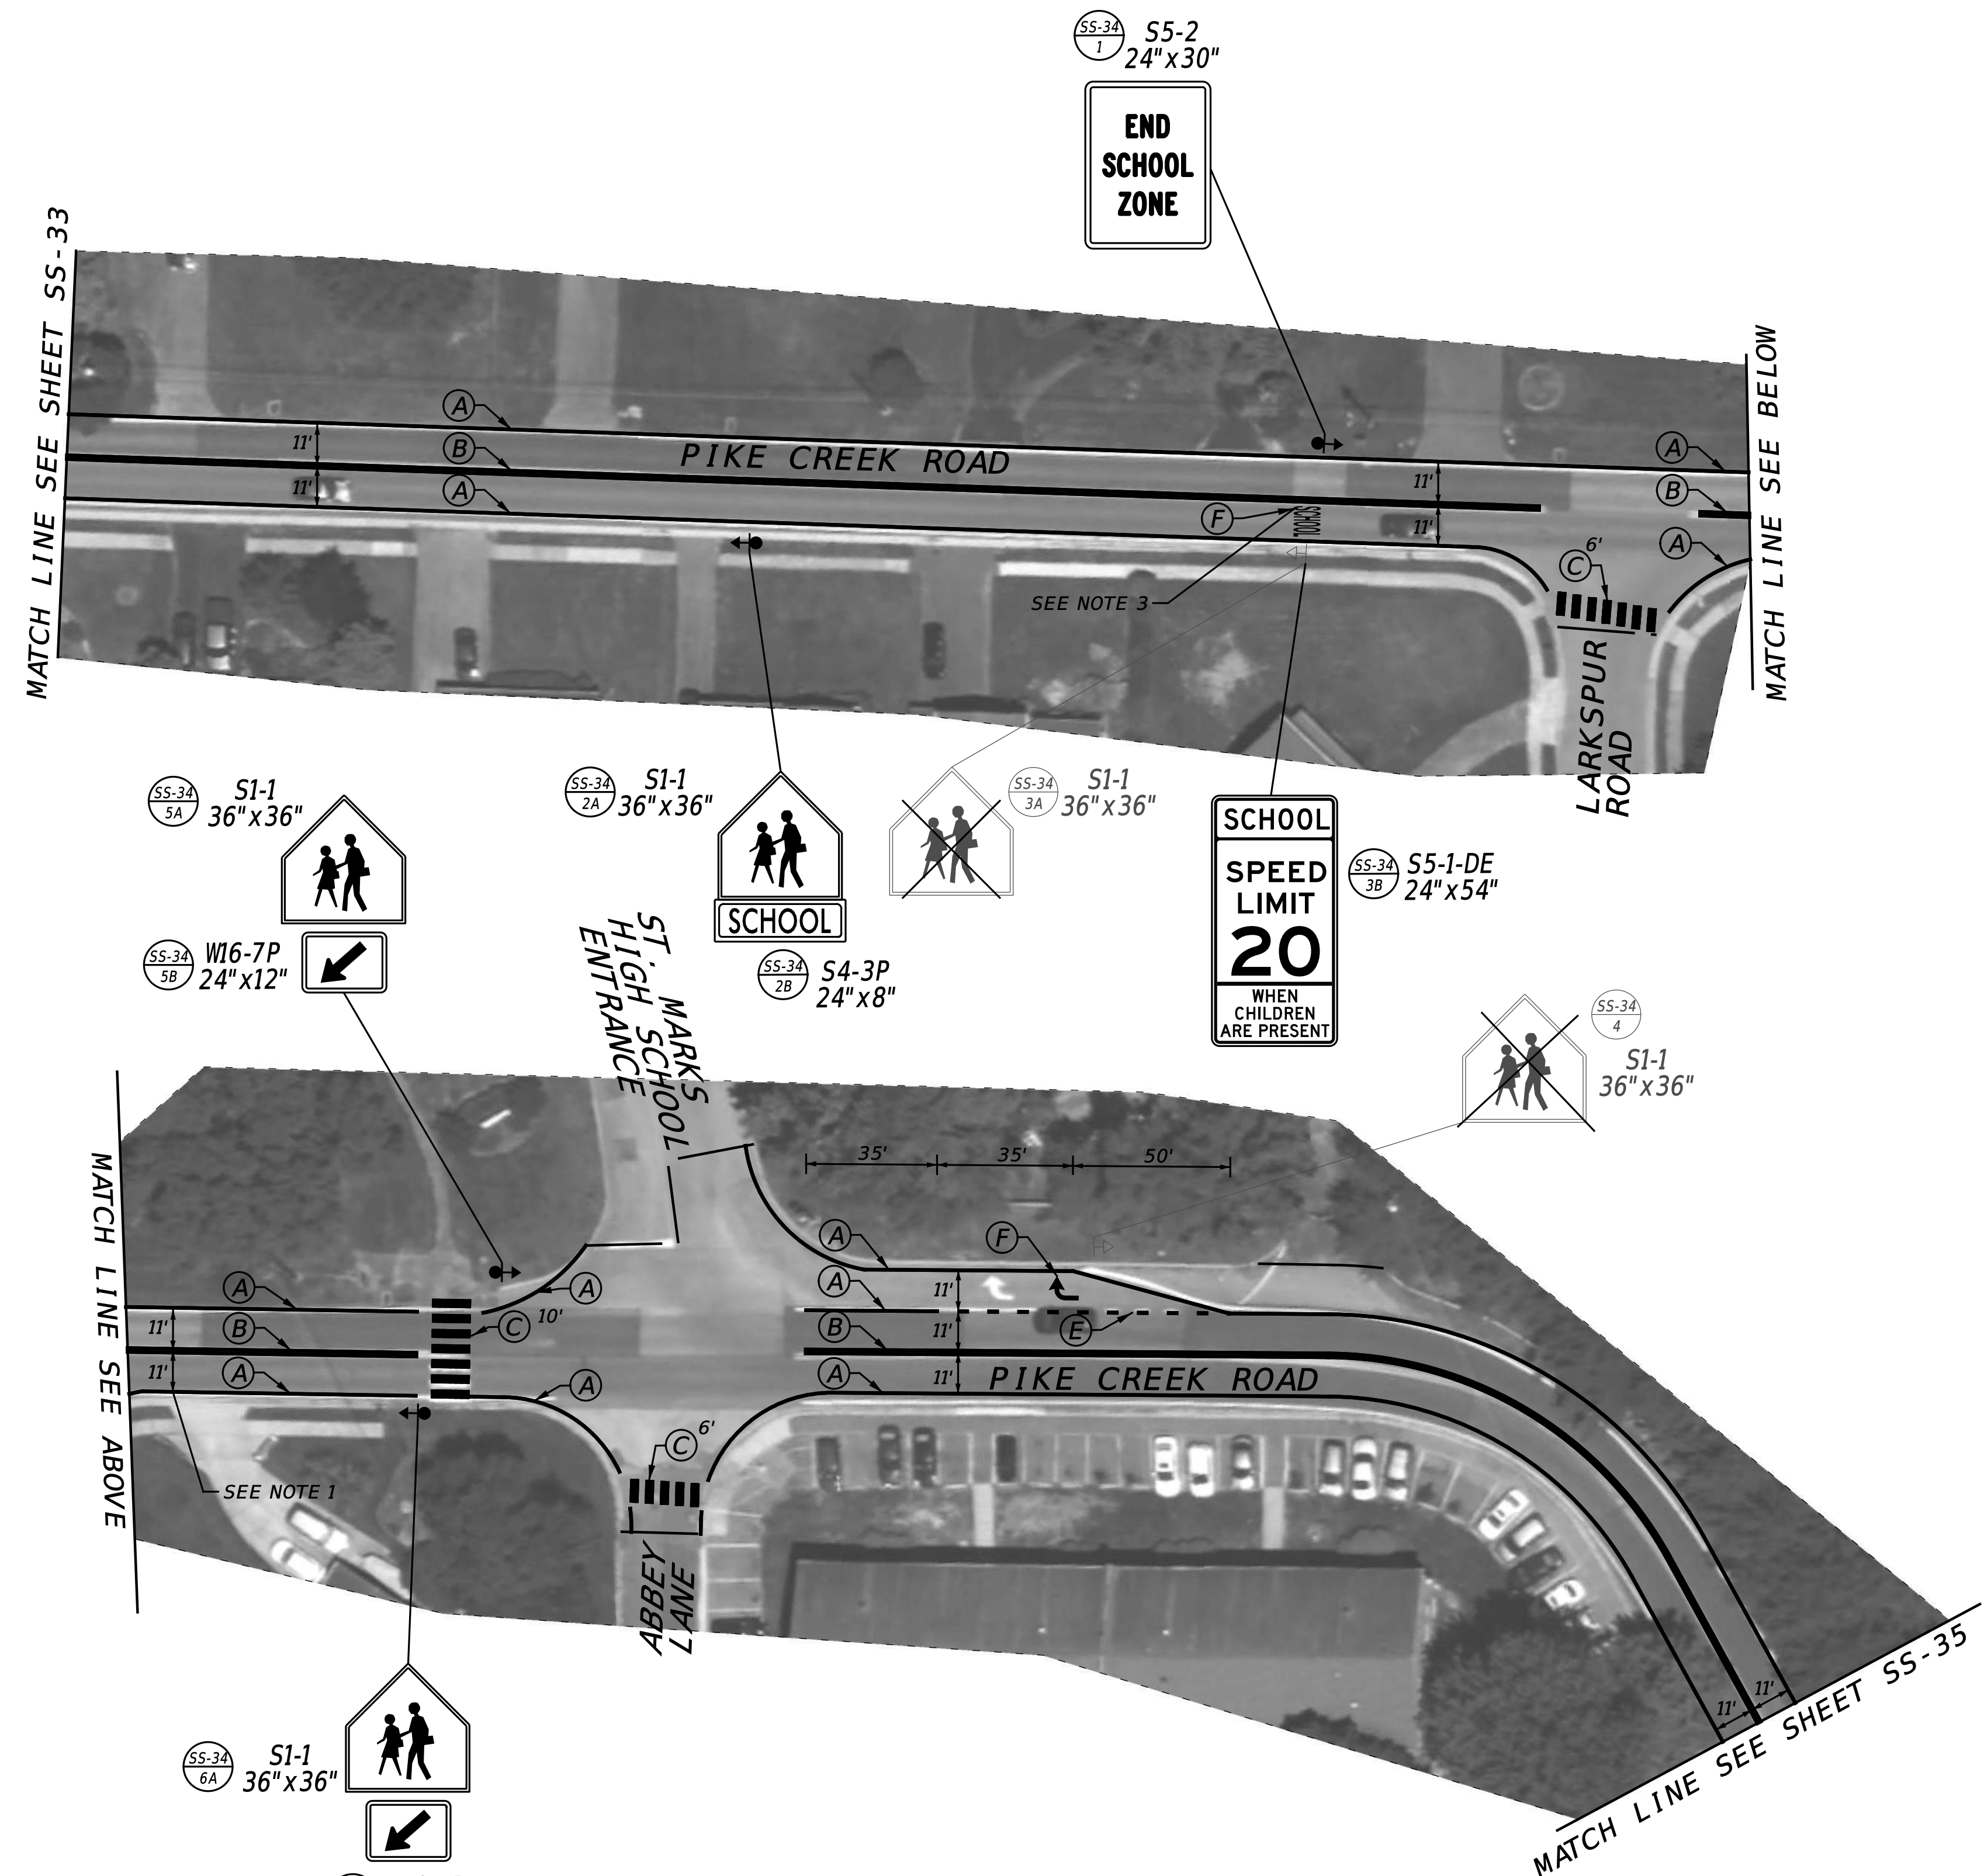 SS-34
1
S5-2
24"x30"
END
SCHOOL
ZONE
MATCH LINE SEE SHEET SS-33
MATCH LINE SEE BELOW
A
B
A
11'
11'
PIKE CREEK ROAD
F
SCHOOL
SEE NOTE 3
11'
11'
A
B
A
C
6'
LARKSPUR
ROAD
SS-34
5A
S1-1
36"x36"
SS-34
5B
W16-7P
24"x12"
SS-34
2A
S1-1
36"x36"
SCHOOL
SS-34
2B
S4-3P
24"x8"
SS-34
3A
S1-1
36"x36"
SCHOOL
SPEED
LIMIT
20
WHEN
CHILDREN
ARE PRESENT
SS-34
3B
S5-1-DE
24"x54"
SS-34
4
S1-1
36"x36"
ST. MARKS
HIGH SCHOOL
ENTRANCE
MATCH LINE SEE ABOVE
35'
35'
50'
A
B
A
11'
11'
A
C
10'
A
A
F
A
B
A
E
11'
11'
11'
PIKE CREEK ROAD
SEE NOTE 1
C
6'
ABBEY
LANE
11'
11'
MATCH LINE SEE SHEET SS-35
SS-34
6A
S1-1
36"x36"